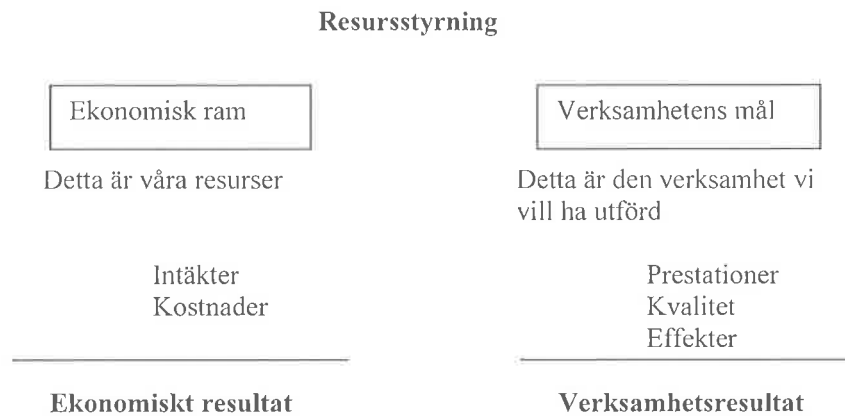 Resursstyrning
Ekonomisk ram
Detta är våra resurser
Intäkter
Kostnader
Ekonomiskt resultat
Verksamhetens mål
Detta är den verksamhet vi
vill ha utförd
Prestationer
Kvalitet
Effekter
Verksamhetsresultat